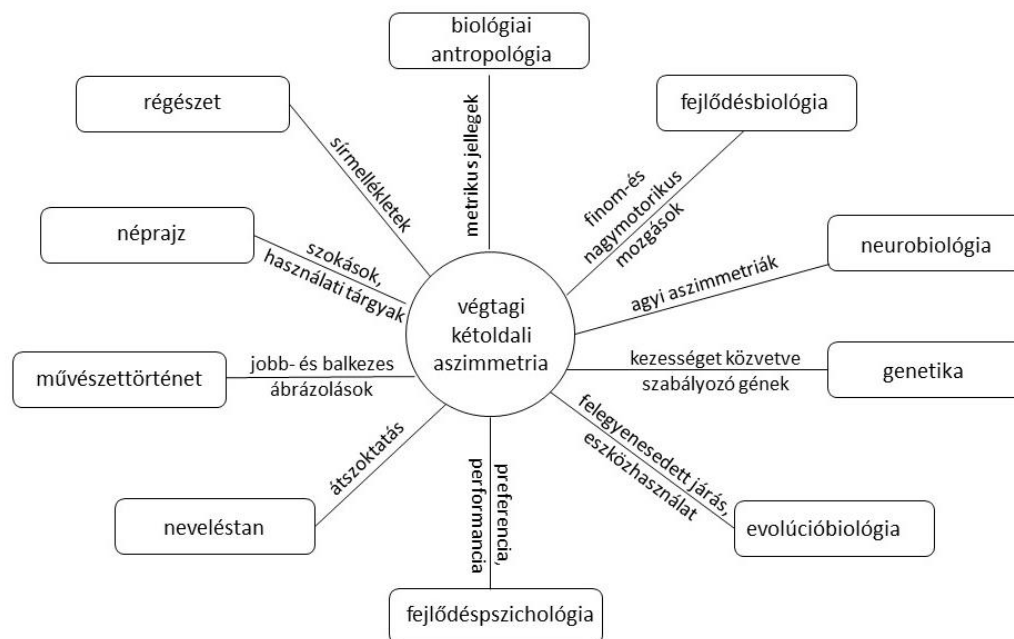 biológiai
antropológia
metrikus jellegek
fejlődésbiológia
finom-és
nagymotorikus
mozgások
neurobiológia
agyi aszimmetriák
genetika
kezességet közvetve
szabályozó gének
evolúcióbiológia
felegyenesedett járás,
eszközhasználat
fejlődéspszichológia
preferencia,
performancia
neveléstan
átszoktatás
művészettörténet
jobb- és balkezes
ábrázolások
néprajz
szokások,
használati tárgyak
régészet
sírmellékletek
végtagi
kétoldali
aszimmetria